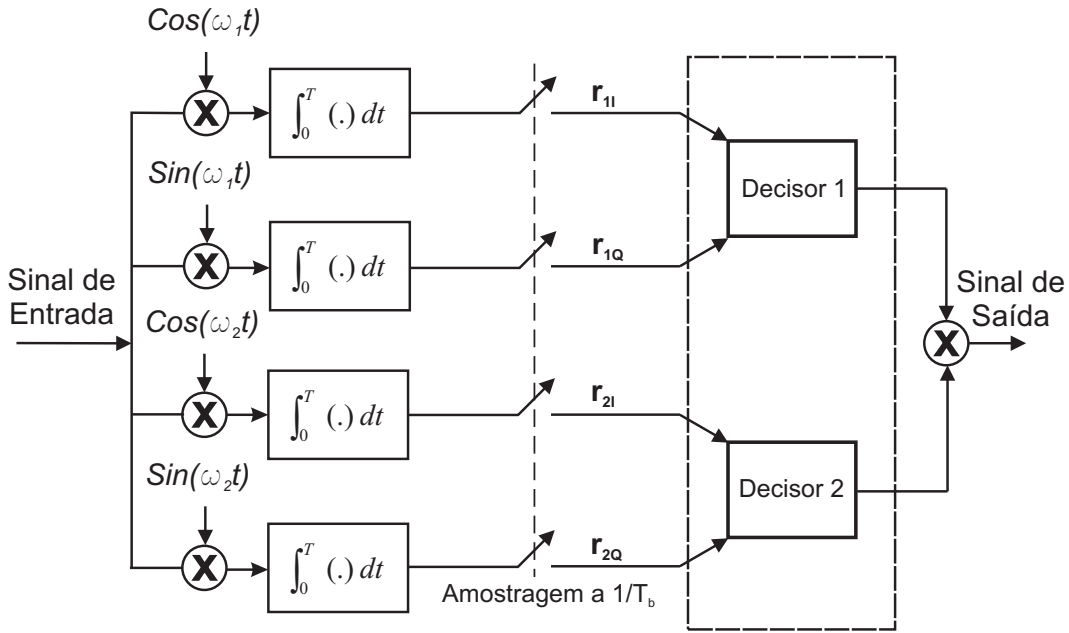 Cos(ω₁t)
X
∫₀ᵀ (.) dt
r₁I
Sin(ω₁t)
X
∫₀ᵀ (.) dt
r₁Q
Decisor 1
Sinal de
Entrada
Cos(ω₂t)
X
∫₀ᵀ (.) dt
r₂I
Sin(ω₂t)
X
∫₀ᵀ (.) dt
r₂Q
Decisor 2
Amostragem a 1/T_b
X
Sinal de
Saída